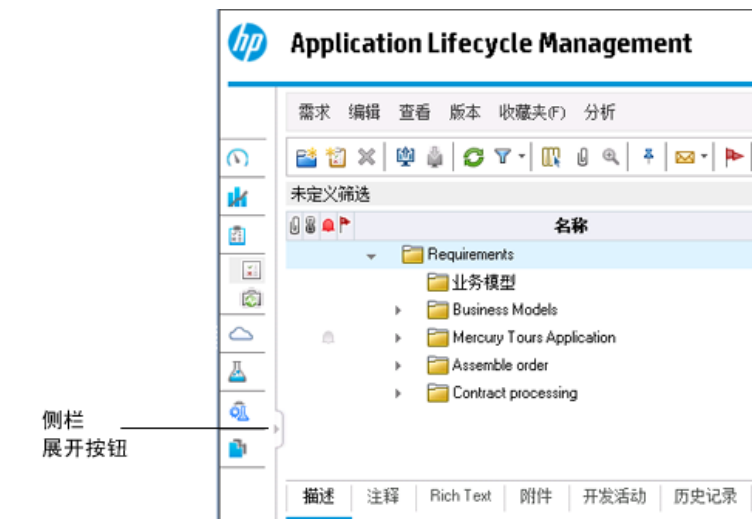 hp Application Lifecycle Management
需求 编辑 查看 版本 收藏夹(F) 分析
未定义筛选
名称
Requirements
业务模型
Business Models
Mercury Tours Application
Assemble order
Contract processing
侧栏
展开按钮
描述 注释 Rich Text 附件 开发活动 历史记录